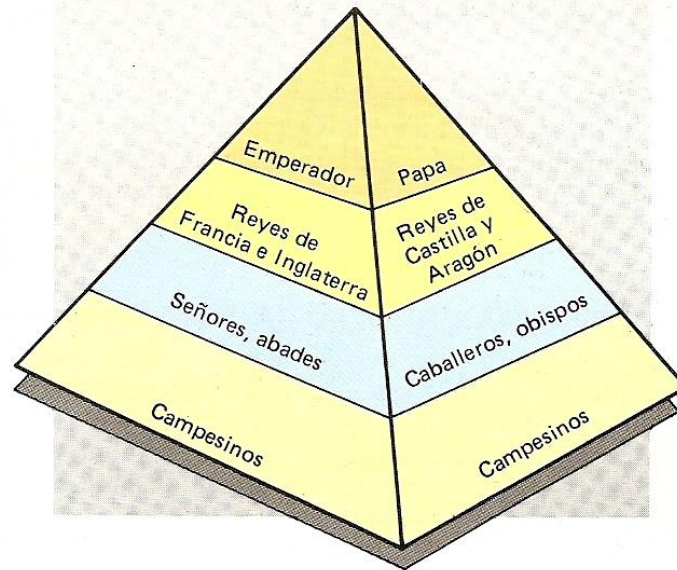 Emperador
Papa
Reyes de
Francia e Inglaterra
Reyes de
Castilla y
Aragón
Señores, abades
Caballeros, obispos
Campesinos
Campesinos